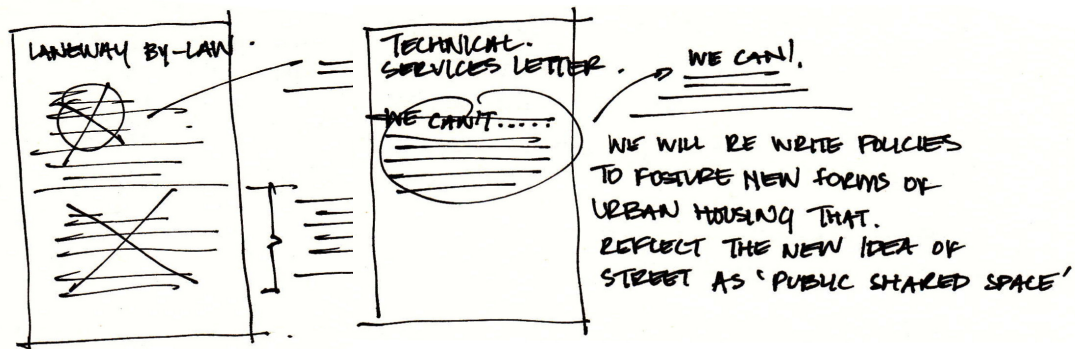 LANEWAY BY-LAW.
TECHNICAL.
SERVICES LETTER.
WE CAN'T.....
WE CAN!
WE WILL RE WRITE POLICIES
TO FOSTURE NEW FORMS OF
URBAN HOUSING THAT.
REFLECT THE NEW IDEA OF
STREET AS 'PUBLIC SHARED SPACE'